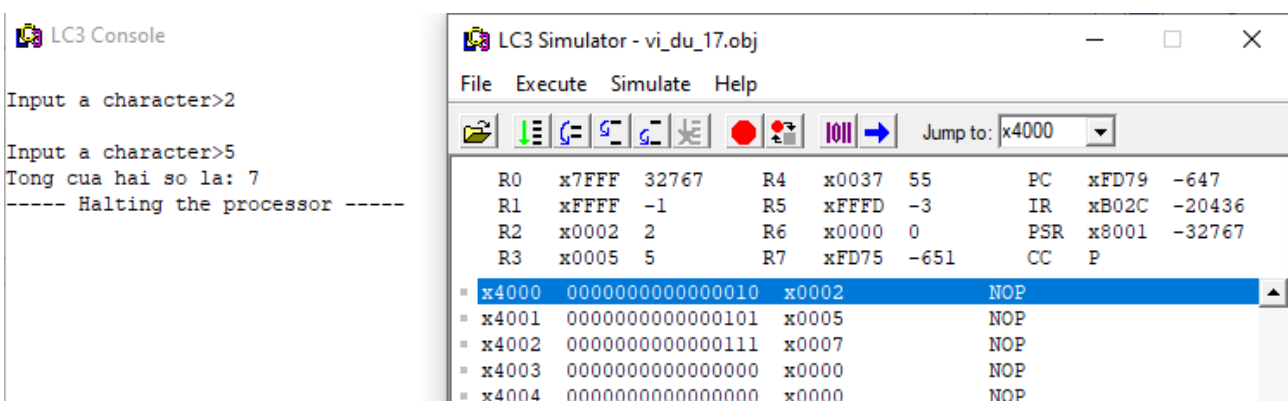 LC3 Console
Input a character>2
Input a character>5
Tong cua hai so la: 7
----- Halting the processor -----
LC3 Simulator - vi_du_17.obj
File Execute Simulate Help
Jump to: x4000
R0 x7FFF 32767 R4 x0037 55 PC xFD79 -647
R1 xFFFF -1 R5 xFFFD -3 IR xB02C -20436
R2 x0002 2 R6 x0000 0 PSR x8001 -32767
R3 x0005 5 R7 xFD75 -651 CC P
x4000 0000000000000010 x0002 NOP
x4001 0000000000000101 x0005 NOP
x4002 0000000000000111 x0007 NOP
x4003 0000000000000000 x0000 NOP
x4004 0000000000000000 x0000 NOP